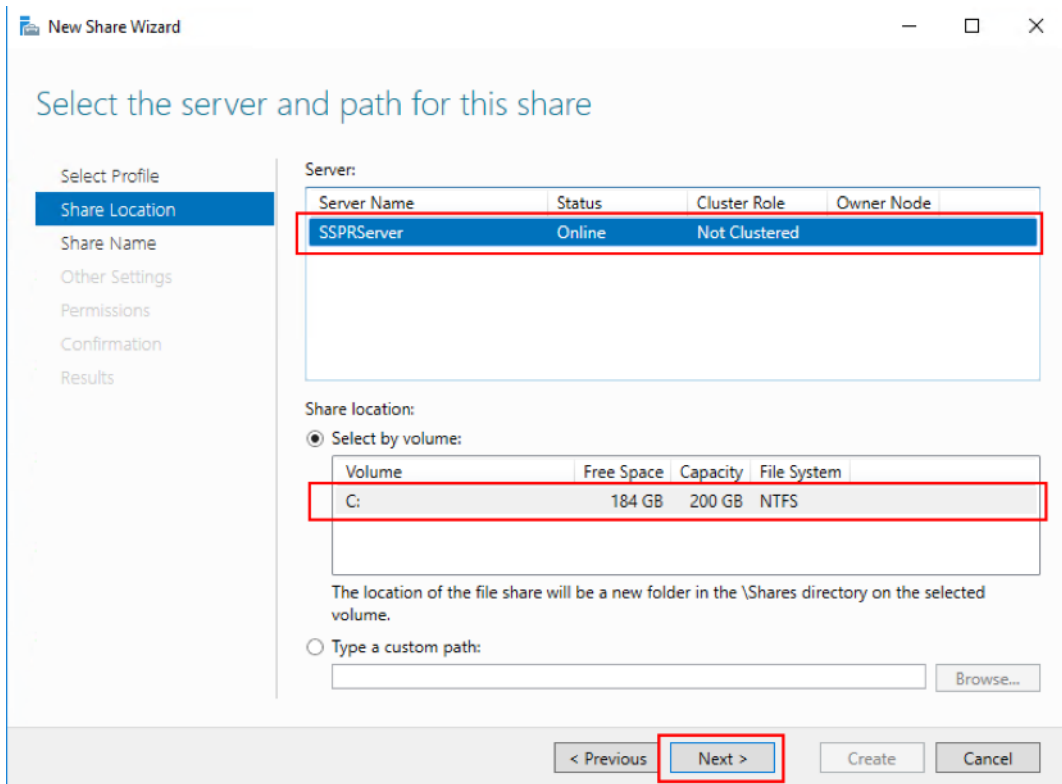 New Share Wizard
Select the server and path for this share
Select Profile
Share Location
Share Name
Other Settings
Permissions
Confirmation
Results
Server:
Server Name Status Cluster Role Owner Node
SSPRServer Online Not Clustered
Share location:
Select by volume:
Volume Free Space Capacity File System
C: 184 GB 200 GB NTFS
The location of the file share will be a new folder in the \Shares directory on the selected
volume.
Type a custom path:
Browse...
< Previous Next > Create Cancel